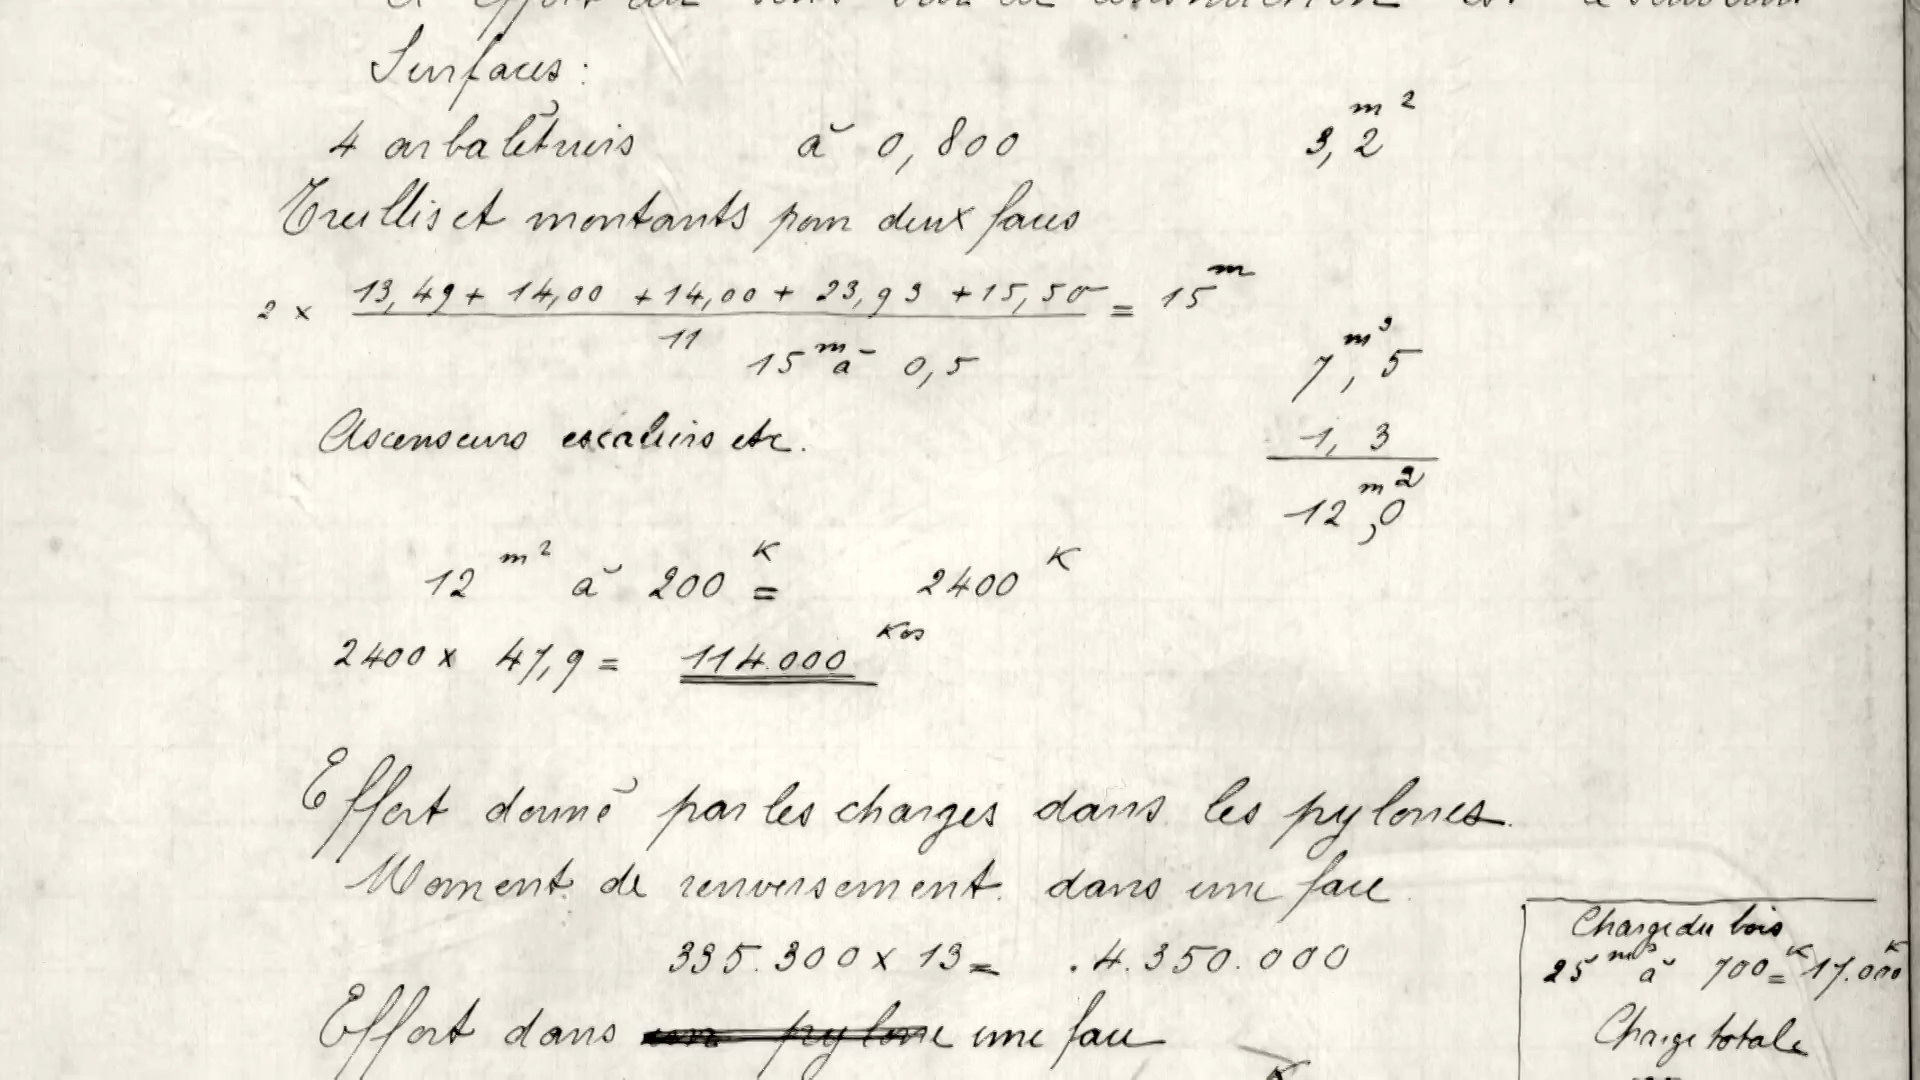 Surfaces :
4 arbalétriers à 0,800 3,2 m²
Treillis et montants pour deux faces
2 x 13,49 + 14,00 + 14,00 + 23,93 + 15,50 = 15 m
11
15 m à 0,5 7 m³, 5
Ascenseurs escaliers etc. 1, 3
12 m²,0
12 m² à 200 K = 2400 K
2400 x 47,9 = 114.000 Kos
Effort donné par les charges dans les pylones.
Moment de renversement. dans une face
335.300 x 13 = .4.350.000
Effort dans un pylone une face
K
Charge du bois
25 m³ à 700 K = 17.000 K
Charge totale